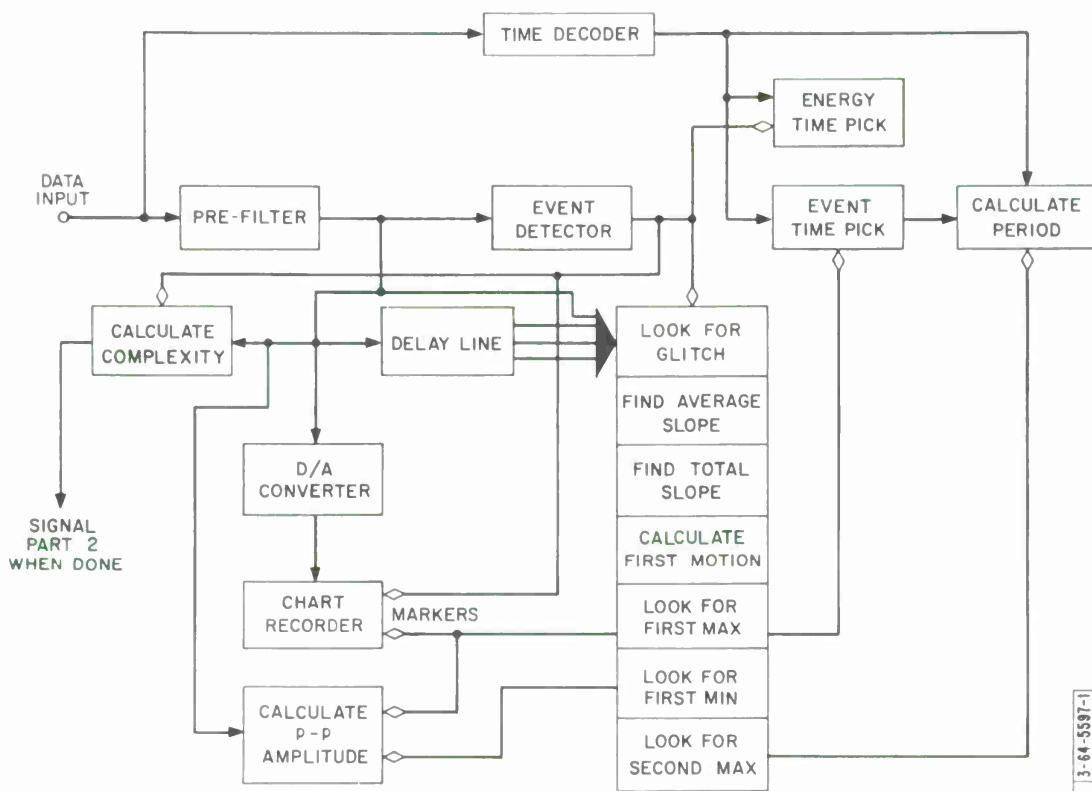 TIME DECODER
ENERGY
TIME PICK
DATA
INPUT
PRE-FILTER
EVENT
DETECTOR
EVENT
TIME PICK
CALCULATE
PERIOD
CALCULATE
COMPLEXITY
DELAY LINE
LOOK FOR
GLITCH
FIND AVERAGE
SLOPE
D/A
CONVERTER
FIND TOTAL
SLOPE
SIGNAL
PART 2
WHEN DONE
CALCULATE
FIRST MOTION
CHART
RECORDER
MARKERS
LOOK FOR
FIRST MAX
LOOK FOR
FIRST MIN
CALCULATE
P-P
AMPLITUDE
LOOK FOR
SECOND MAX
3-64-5597-1